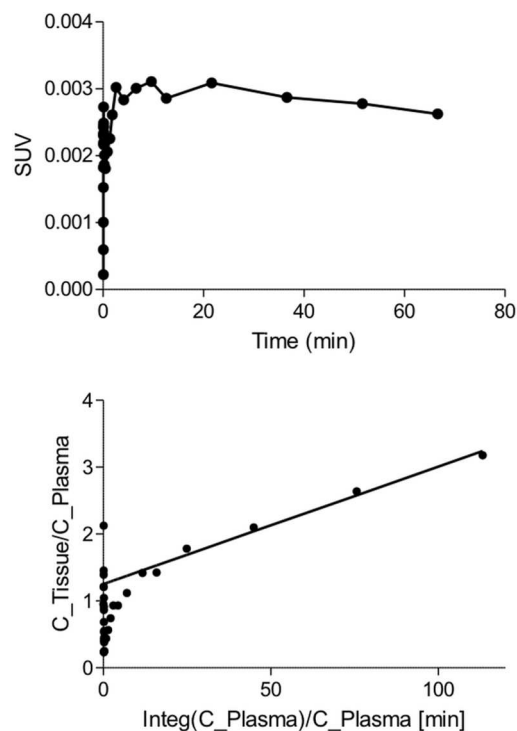 SUV
0.004
0.003
0.002
0.001
0.000
0 20 40 60 80
Time (min)
C_Tissue/C_Plasma
4
3
2
1
0
0 50 100
Integ(C_Plasma)/C_Plasma [min]